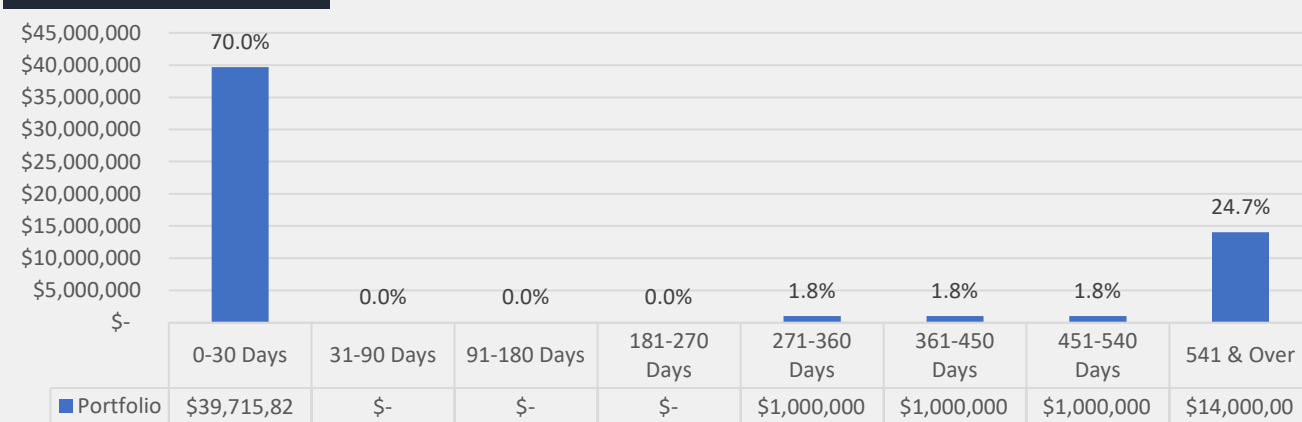 $45,000,000
$40,000,000
$35,000,000
$30,000,000
$25,000,000
$20,000,000
$15,000,000
$10,000,000
$5,000,000
$-
70.0%
0.0%
0.0%
0.0%
1.8%
1.8%
1.8%
24.7%
0-30 Days
31-90 Days
91-180 Days
181-270
Days
271-360
Days
361-450
Days
451-540
Days
541 & Over
Portfolio $39,715,82 $- $- $- $1,000,000 $1,000,000 $1,000,000 $14,000,00